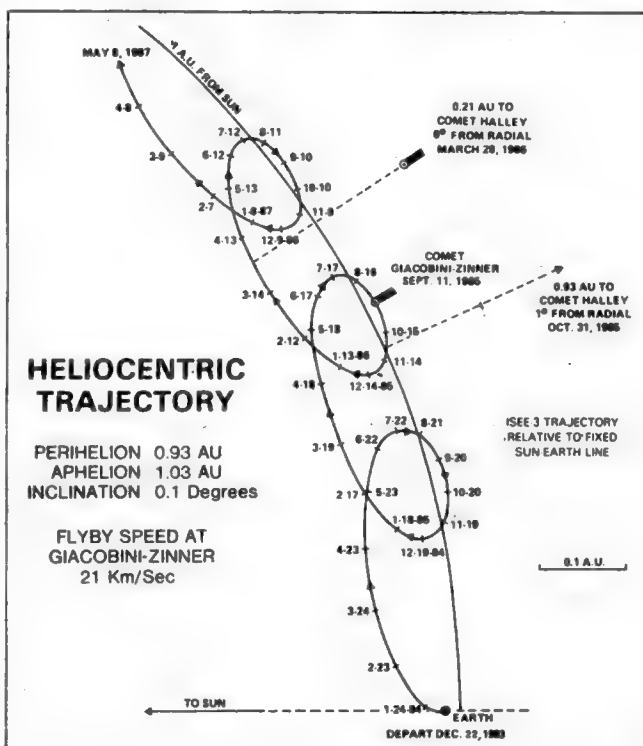 MAY 8, 1987
1 A.U. FROM SUN
4-8
3-9
2-7
7-12
8-11
6-12
9-10
5-13
10-10
11-9
1-8-87
12-9-86
4-13
0.21 AU TO
COMET HALLEY
MARCH 28, 1986
3-14
7-17
8-16
6-17
COMET
GIACOBINI-ZINNER
SEPT. 11, 1985
5-18
10-15
2-12
11-14
1-13-86
12-14-85
0.93 AU TO
COMET HALLEY
1° FROM RADIAL
OCT. 31, 1985
HELIOCENTRIC
TRAJECTORY
4-18
PERIHELION 0.93 AU
APHELION 1.03 AU
INCLINATION 0.1 Degrees
FLYBY SPEED AT
GIACOBINI-ZINNER
21 Km/Sec
7-22
8-21
6-22
3-19
9-20
ISEE 3 TRAJECTORY
RELATIVE TO FIXED
SUN-EARTH LINE
2-17
5-23
10-20
1-18-85
11-19
12-19-84
4-23
0.1 A.U.
3-24
2-23
TO SUN
1-24-84
EARTH
DEPART DEC. 22, 1983